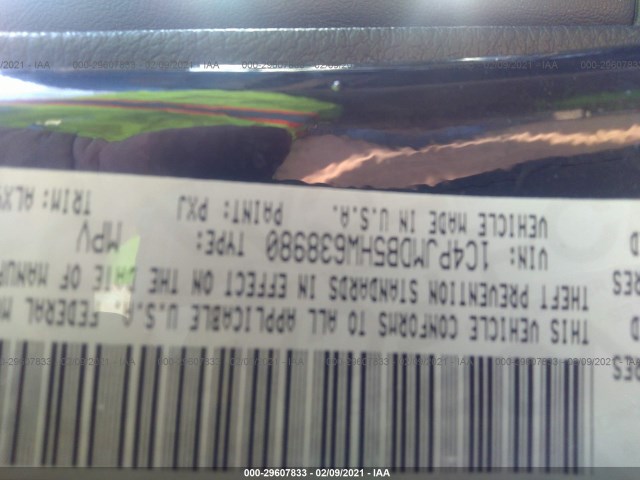 THIS VEHICLE CONFORMS TO ALL APPLICABLE U.S.A. FEDERAL M
THEFT PREVENTION STANDARDS IN EFFECT ON THE DATE OF MANUF
VIN: 1C4PJMDB5HW638980 TYPE: MPV
VEHICLE MADE IN U.S.A. PAINT: PXJ TRIM: ALX
000-29607833 - 02/09/2021 - IAA